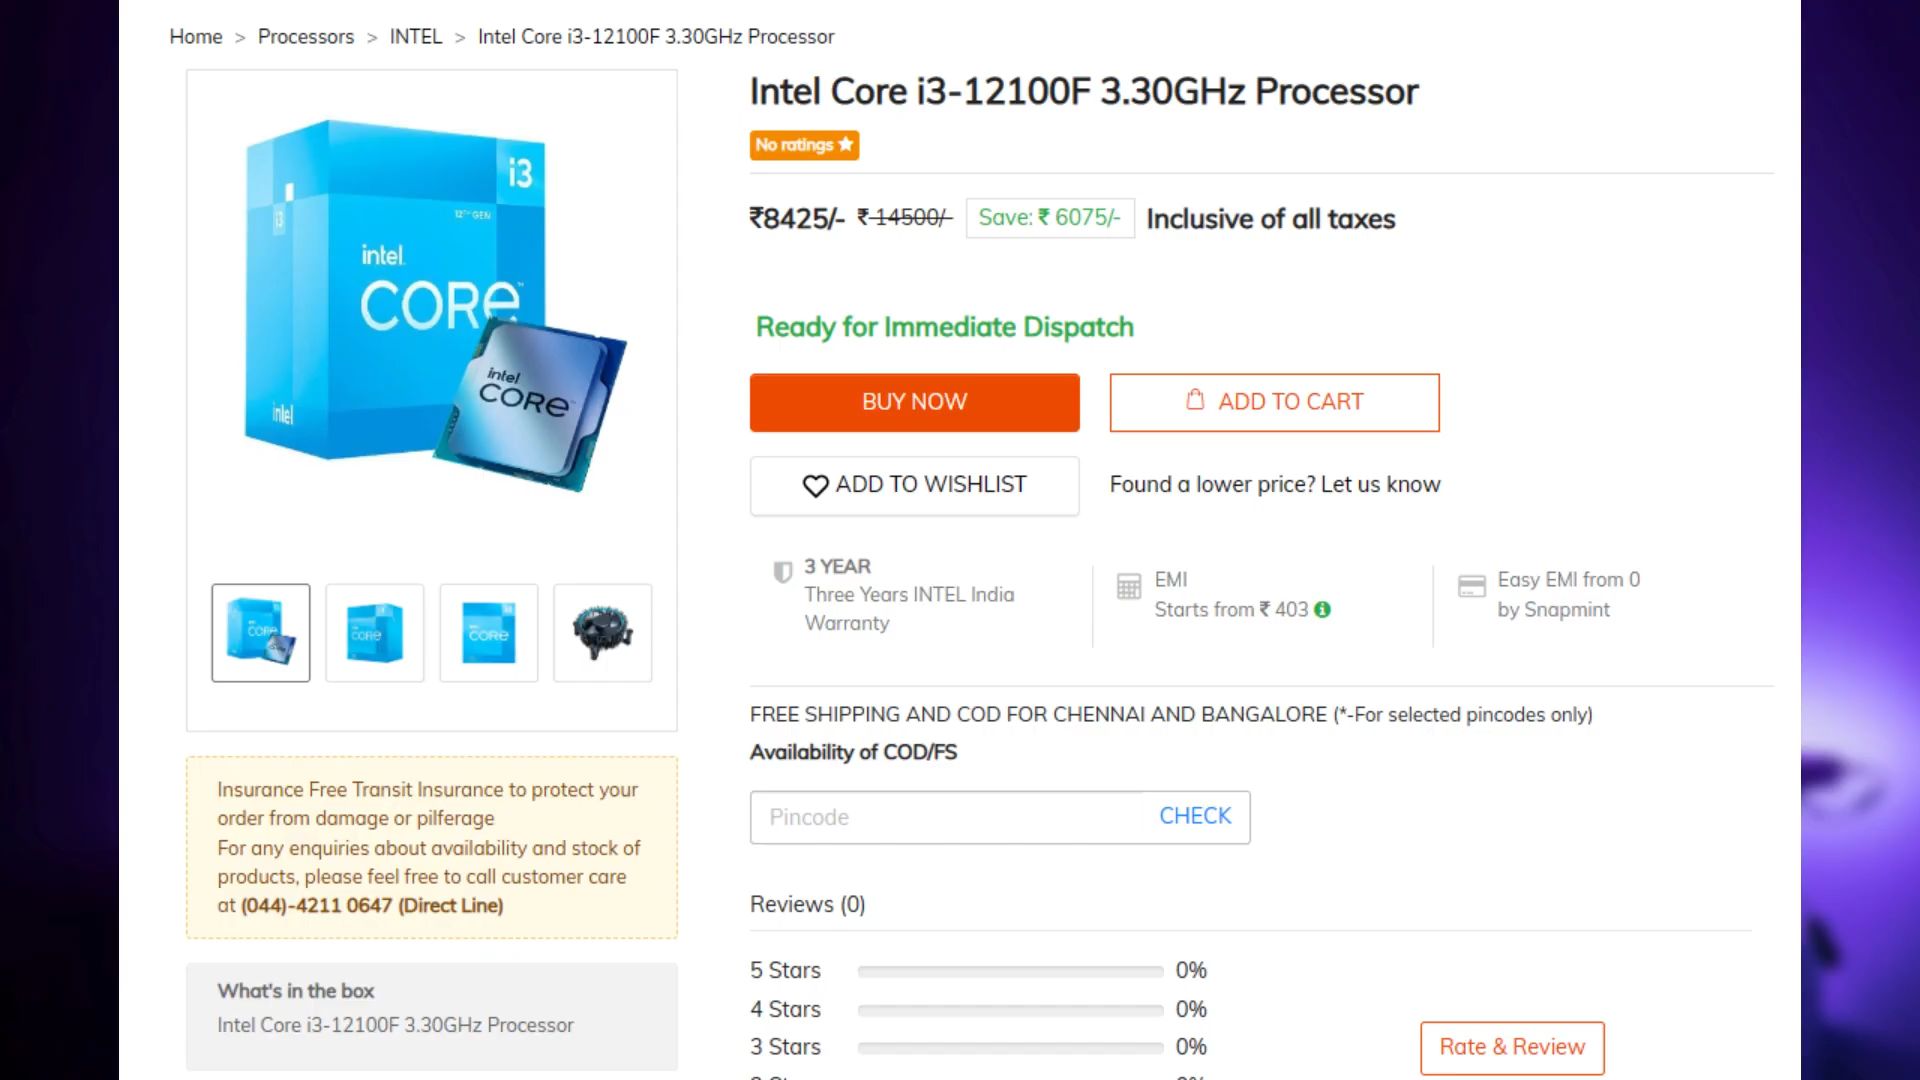 Home > Processors > INTEL > Intel Core i3-12100F 3.30GHz Processor
i3
i3
12TH GEN
intel.
CORE™
intel
intel
CORE™
CORE
CORE
CORE
Insurance Free Transit Insurance to protect your
order from damage or pilferage
For any enquiries about availability and stock of
products, please feel free to call customer care
at (044)-4211 0647 (Direct Line)
What's in the box
Intel Core i3-12100F 3.30GHz Processor
Intel Core i3-12100F 3.30GHz Processor
No ratings ★
₹8425/- ₹ 14500/- Save: ₹ 6075/- Inclusive of all taxes
Ready for Immediate Dispatch
BUY NOW
ADD TO CART
ADD TO WISHLIST
Found a lower price? Let us know
3 YEAR
Three Years INTEL India
Warranty
EMI
Starts from ₹ 403
Easy EMI from 0
by Snapmint
FREE SHIPPING AND COD FOR CHENNAI AND BANGALORE (*-For selected pincodes only)
Availability of COD/FS
Pincode CHECK
Reviews (0)
5 Stars 0%
4 Stars 0%
3 Stars 0%
Rate & Review